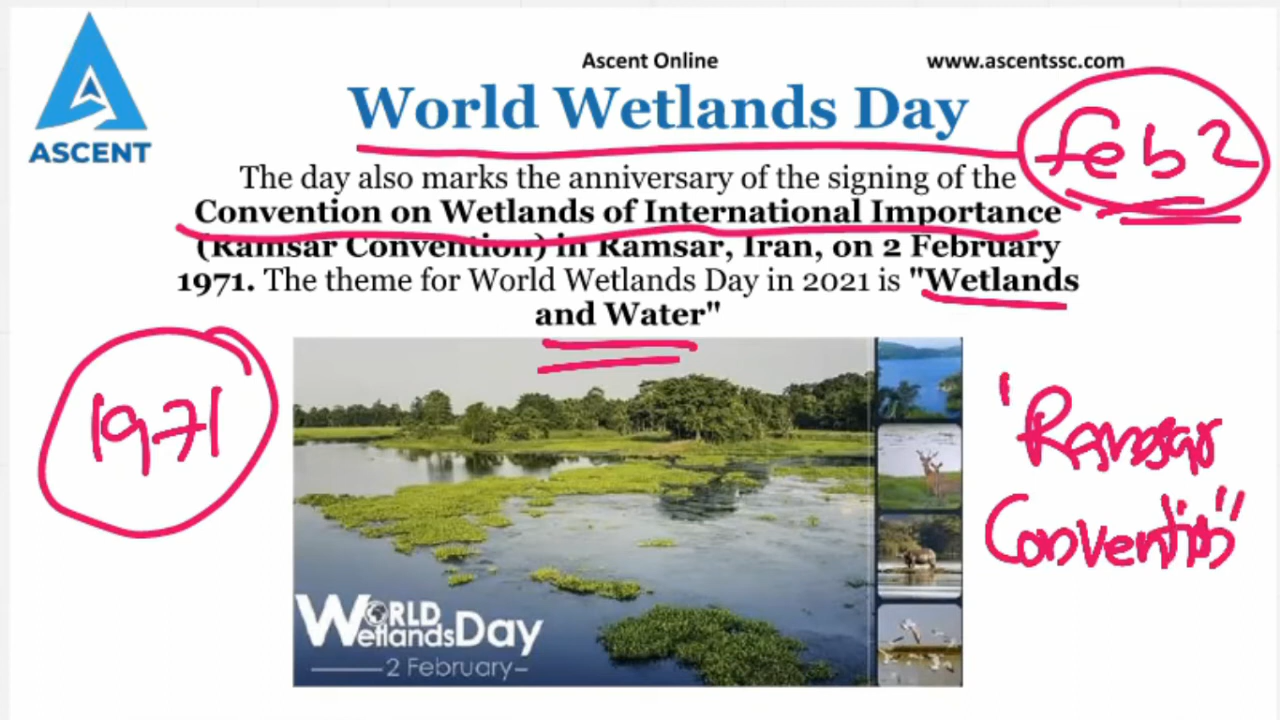 Ascent Online
www.ascentssc.com
ASCENT
World Wetlands Day
feb 2
The day also marks the anniversary of the signing of the
Convention on Wetlands of International Importance
(Ramsar Convention) in Ramsar, Iran, on 2 February
1971. The theme for World Wetlands Day in 2021 is "Wetlands
and Water"
1971
'Ramsar
Convention"
WORLD
WetlandsDay
2 February